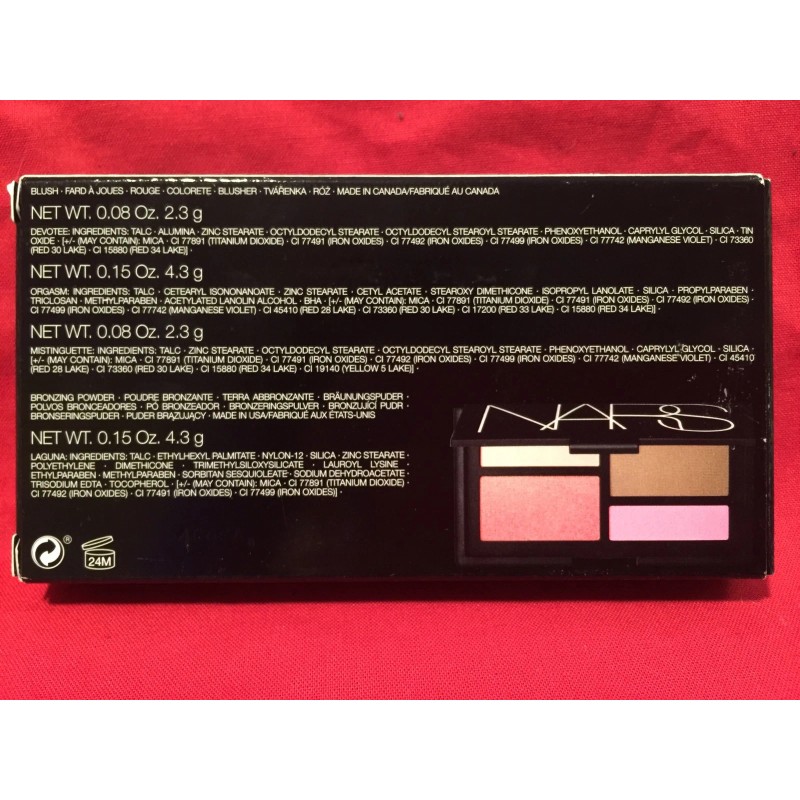 BLUSH · FARD À JOUES · ROUGE · COLORETE · BLUSHER · TVÁŘENKA · RÓŻ · MADE IN CANADA/FABRIQUÉ AU CANADA
NET WT. 0.08 Oz. 2.3 g
DEVOTEE: INGREDIENTS: TALC · ALUMINA · ZINC STEARATE · OCTYLDODECYL STEARATE · OCTYLDODECYL STEAROYL STEARATE · PHENOXYETHANOL · CAPRYLYL GLYCOL · SILICA · TIN
OXIDE · [+/- (MAY CONTAIN): MICA · CI 77891 (TITANIUM DIOXIDE) · CI 77491 (IRON OXIDES) · CI 77492 (IRON OXIDES) · CI 77499 (IRON OXIDES) · CI 77742 (MANGANESE VIOLET) · CI 73360
(RED 30 LAKE) · CI 15880 (RED 34 LAKE)] ·
NET WT. 0.15 Oz. 4.3 g
ORGASM: INGREDIENTS: TALC · CETEARYL ISONONANOATE · ZINC STEARATE · CETYL ACETATE · STEAROXY DIMETHICONE · ISOPROPYL LANOLATE · SILICA · PROPYLPARABEN ·
TRICLOSAN · METHYLPARABEN · ACETYLATED LANOLIN ALCOHOL · BHA · [+/- (MAY CONTAIN): MICA · CI 77891 (TITANIUM DIOXIDE) · CI 77491 (IRON OXIDES) · CI 77492 (IRON OXIDES) ·
CI 77499 (IRON OXIDES) · CI 77742 (MANGANESE VIOLET) · CI 45410 (RED 28 LAKE) · CI 73360 (RED 30 LAKE) · CI 17200 (RED 33 LAKE) · CI 15880 (RED 34 LAKE)] ·
NET WT. 0.08 Oz. 2.3 g
MISTINGUETTE: INGREDIENTS: TALC · ZINC STEARATE · OCTYLDODECYL STEARATE · OCTYLDODECYL STEAROYL STEARATE · PHENOXYETHANOL · CAPRYLYL GLYCOL · SILICA ·
[+/- (MAY CONTAIN): MICA · CI 77891 (TITANIUM DIOXIDE) · CI 77491 (IRON OXIDES) · CI 77492 (IRON OXIDES) · CI 77499 (IRON OXIDES) · CI 77742 (MANGANESE VIOLET) · CI 45410
(RED 28 LAKE) · CI 73360 (RED 30 LAKE) · CI 15880 (RED 34 LAKE) · CI 19140 (YELLOW 5 LAKE)] ·
BRONZING POWDER · POUDRE BRONZANTE · TERRA ABBRONZANTE · BRÄUNUNGSPUDER ·
POLVOS BRONCEADORES · PÓ BRONZEADOR · BRONZERINGSPULVER · BRONZUJÍCÍ PUDR ·
BRONSERINGSPUDER · PUDER BRĄZUJĄCY · MADE IN USA/FABRIQUÉ AUX ÉTATS-UNIS
NET WT. 0.15 Oz. 4.3 g
LAGUNA: INGREDIENTS: TALC · ETHYLHEXYL PALMITATE · NYLON-12 · SILICA · ZINC STEARATE ·
POLYETHYLENE · DIMETHICONE · TRIMETHYLSILOXYSILICATE · LAUROYL LYSINE ·
ETHYLPARABEN · METHYLPARABEN · SORBITAN SESQUIOLEATE · SODIUM DEHYDROACETATE ·
TRISODIUM EDTA · TOCOPHEROL · [+/- (MAY CONTAIN): MICA · CI 77891 (TITANIUM DIOXIDE) ·
CI 77492 (IRON OXIDES) · CI 77491 (IRON OXIDES) · CI 77499 (IRON OXIDES)] ·
NARS
®
24M